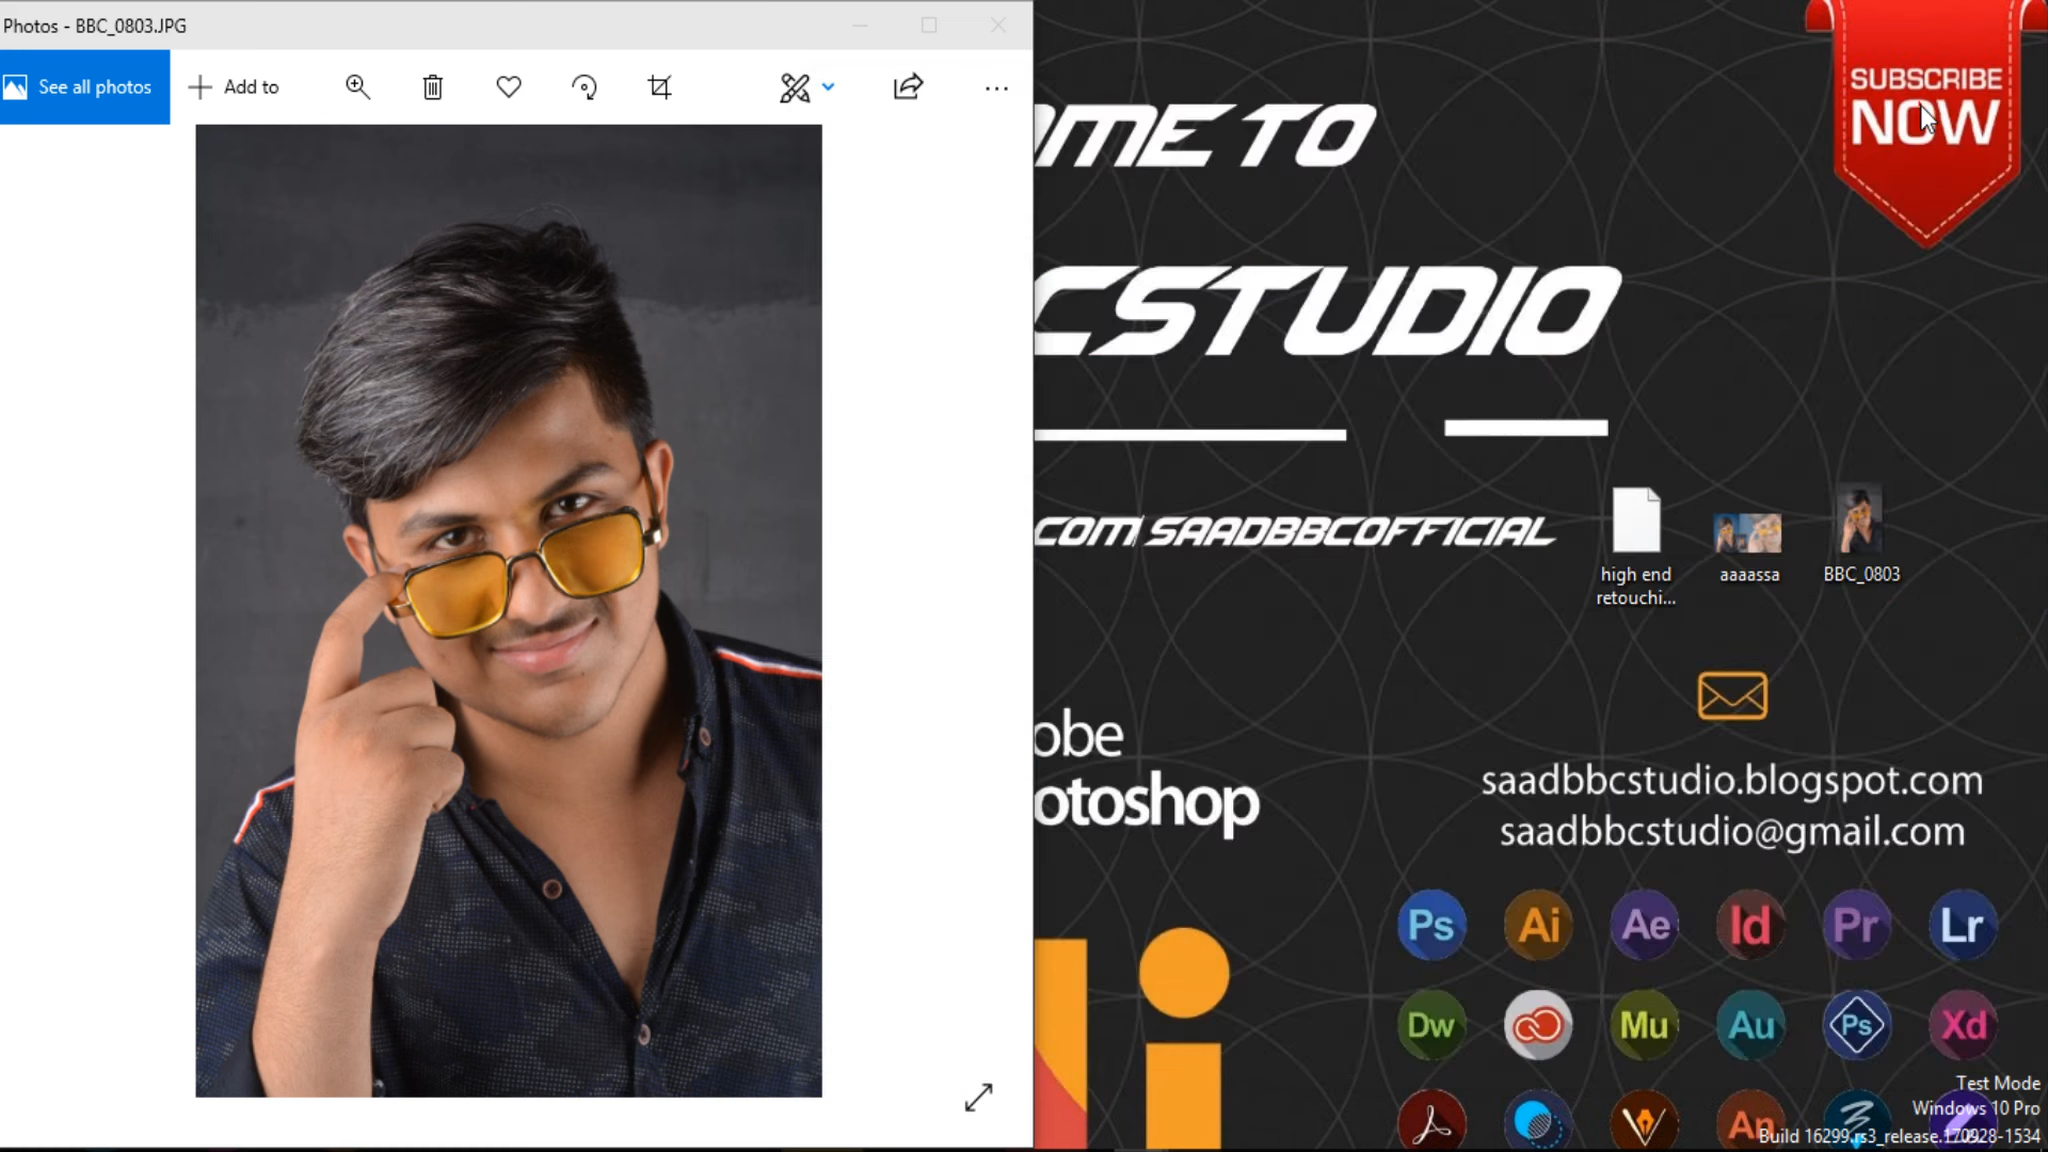 Photos - BBC_0803.JPG
See all photos
Add to
SUBSCRIBE
NOW
OME TO
CSTUDIO
.COM/SAADBBCOFFICIAL
high end
retouchi...
aaaassa
BBC_0803
obe
otoshop
saadbbcstudio.blogspot.com
saadbbcstudio@gmail.com
Ps Ai Ae Id Pr Lr
Dw Mu Au Ps Xd
An
Test Mode
Windows 10 Pro
Build 16299.rs3_release.170928-1534